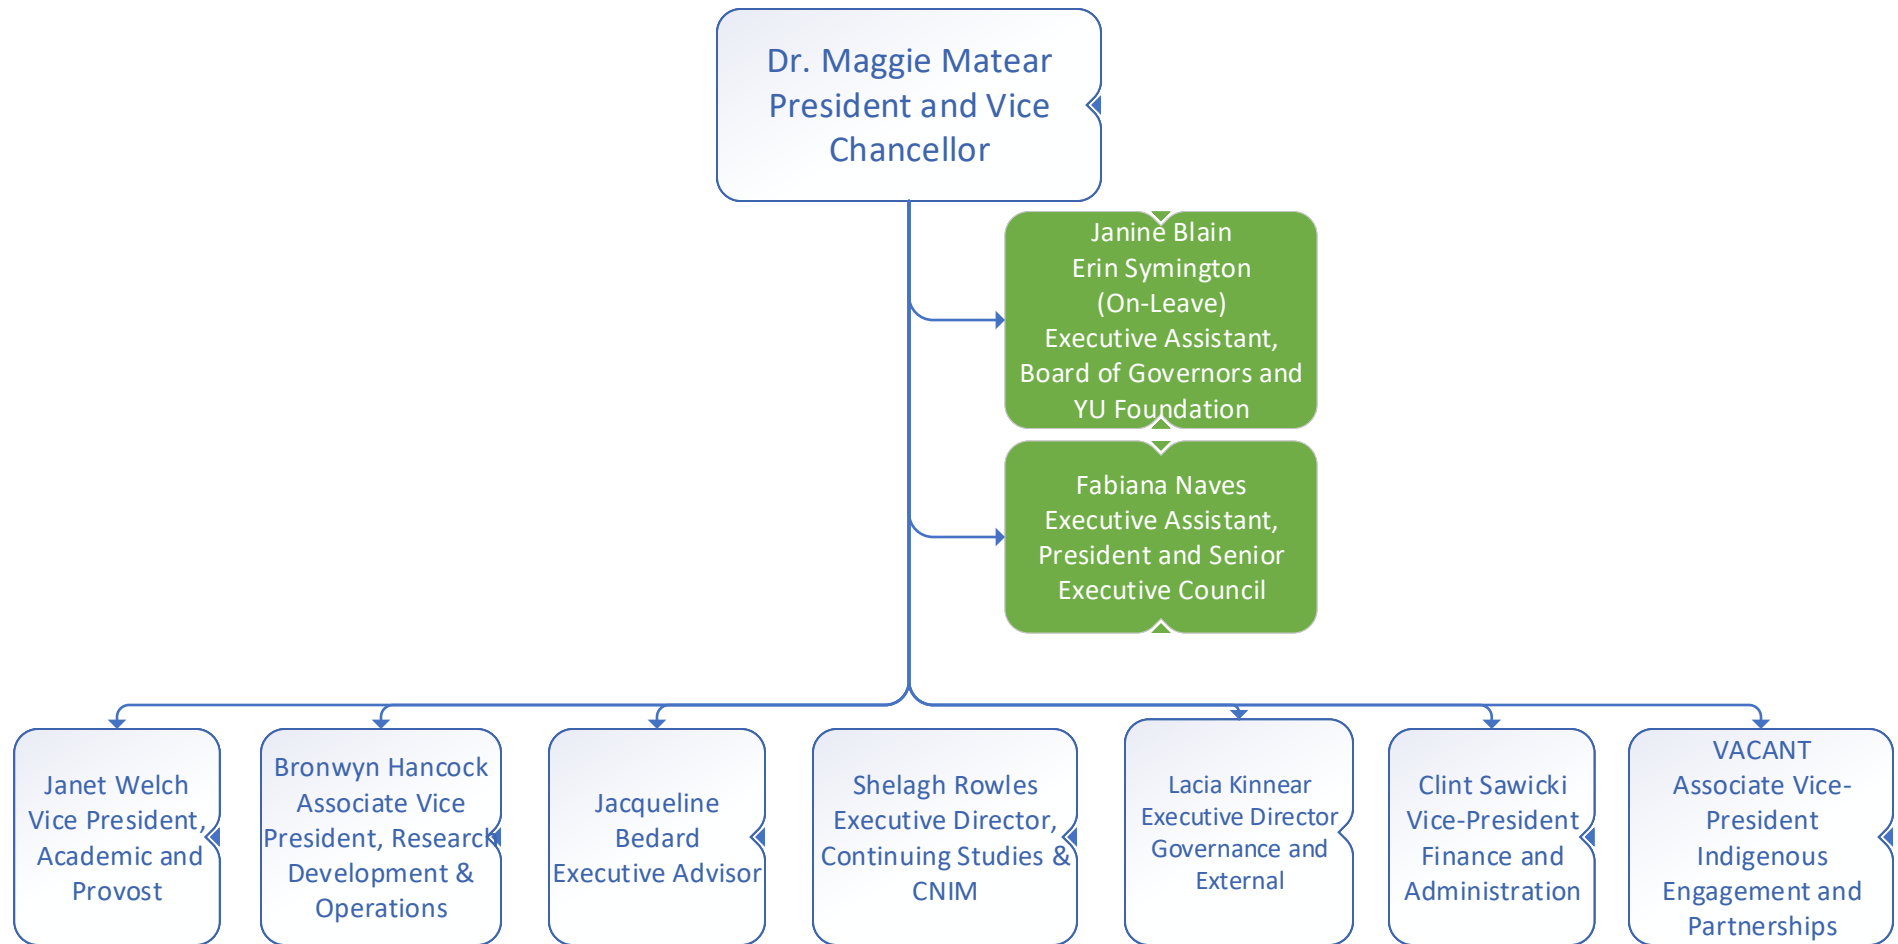 Dr. Maggie Matear
President and Vice
Chancellor
Janine Blain
Erin Symington
(On-Leave)
Executive Assistant,
Board of Governors and
YU Foundation
Fabiana Naves
Executive Assistant,
President and Senior
Executive Council
Janet Welch
Vice President,
Academic and
Provost
Bronwyn Hancock
Associate Vice
President, Research
Development &
Operations
Jacqueline
Bedard
Executive Advisor
Shelagh Rowles
Executive Director,
Continuing Studies &
CNIM
Lacia Kinnear
Executive Director
Governance and
External
Clint Sawicki
Vice-President
Finance and
Administration
VACANT
Associate Vice-
President
Indigenous
Engagement and
Partnerships